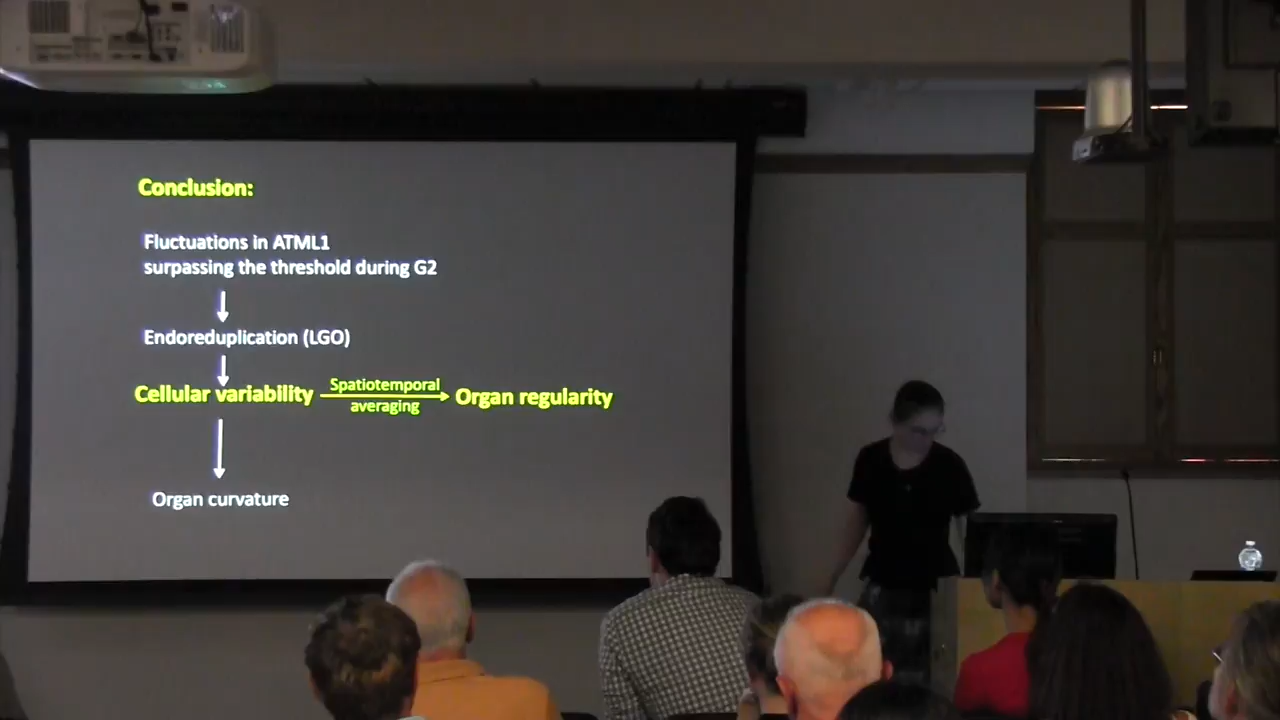 Conclusion:
Fluctuations in ATML1
surpassing the threshold during G2
Endoreduplication (LGO)
Cellular variability
Spatiotemporal
averaging
Organ regularity
Organ curvature